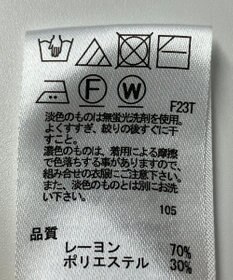 F W
F23T
淡色のものは無蛍光洗剤を使用。
よくすすぎ、絞りの後すぐに干
すこと。
濃色のものは、着用による摩擦
で色落ちする事がありますので、
組み合せの衣服にご注意下さい。
また、淡色のものとは別にお洗
い下さい。
105
品質
レーヨン 70%
ポリエステル 30%